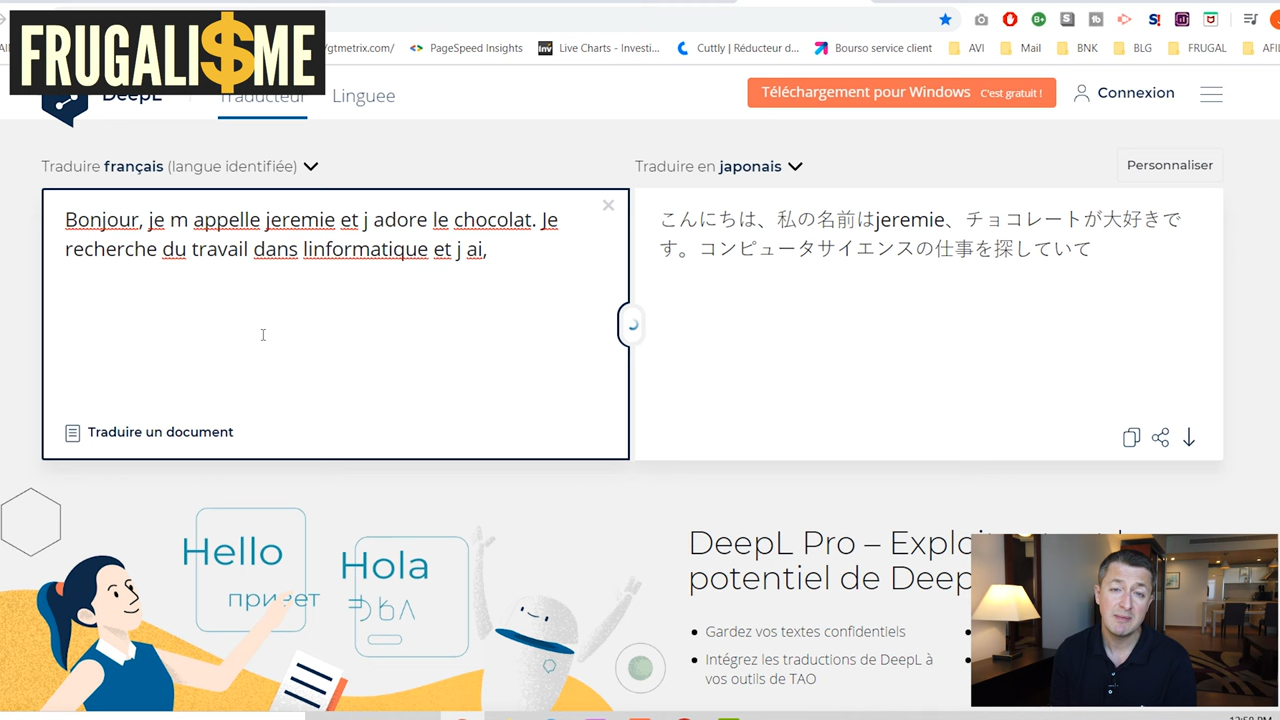 FRUGALI$ME
/gtmetrix.com/
PageSpeed Insights
Live Charts - Investi...
Cuttly | Réducteur d...
Bourso service client
AVI
Mail
BNK
BLG
FRUGAL
AFI
DeepL
Traducteur
Linguee
Téléchargement pour Windows C'est gratuit !
Connexion
Traduire français (langue identifiée)
Traduire en japonais
Personnaliser
Bonjour, je m appelle jeremie et j adore le chocolat. Je
recherche du travail dans linformatique et j ai,
こんにちは、私の名前はjeremie、チョコレートが大好きで
す。コンピュータサイエンスの仕事を探していて
Traduire un document
Hello
Hola
привет
DeepL Pro – Exploi
potentiel de Deep
Gardez vos textes confidentiels
Intégrez les traductions de DeepL à
vos outils de TAO